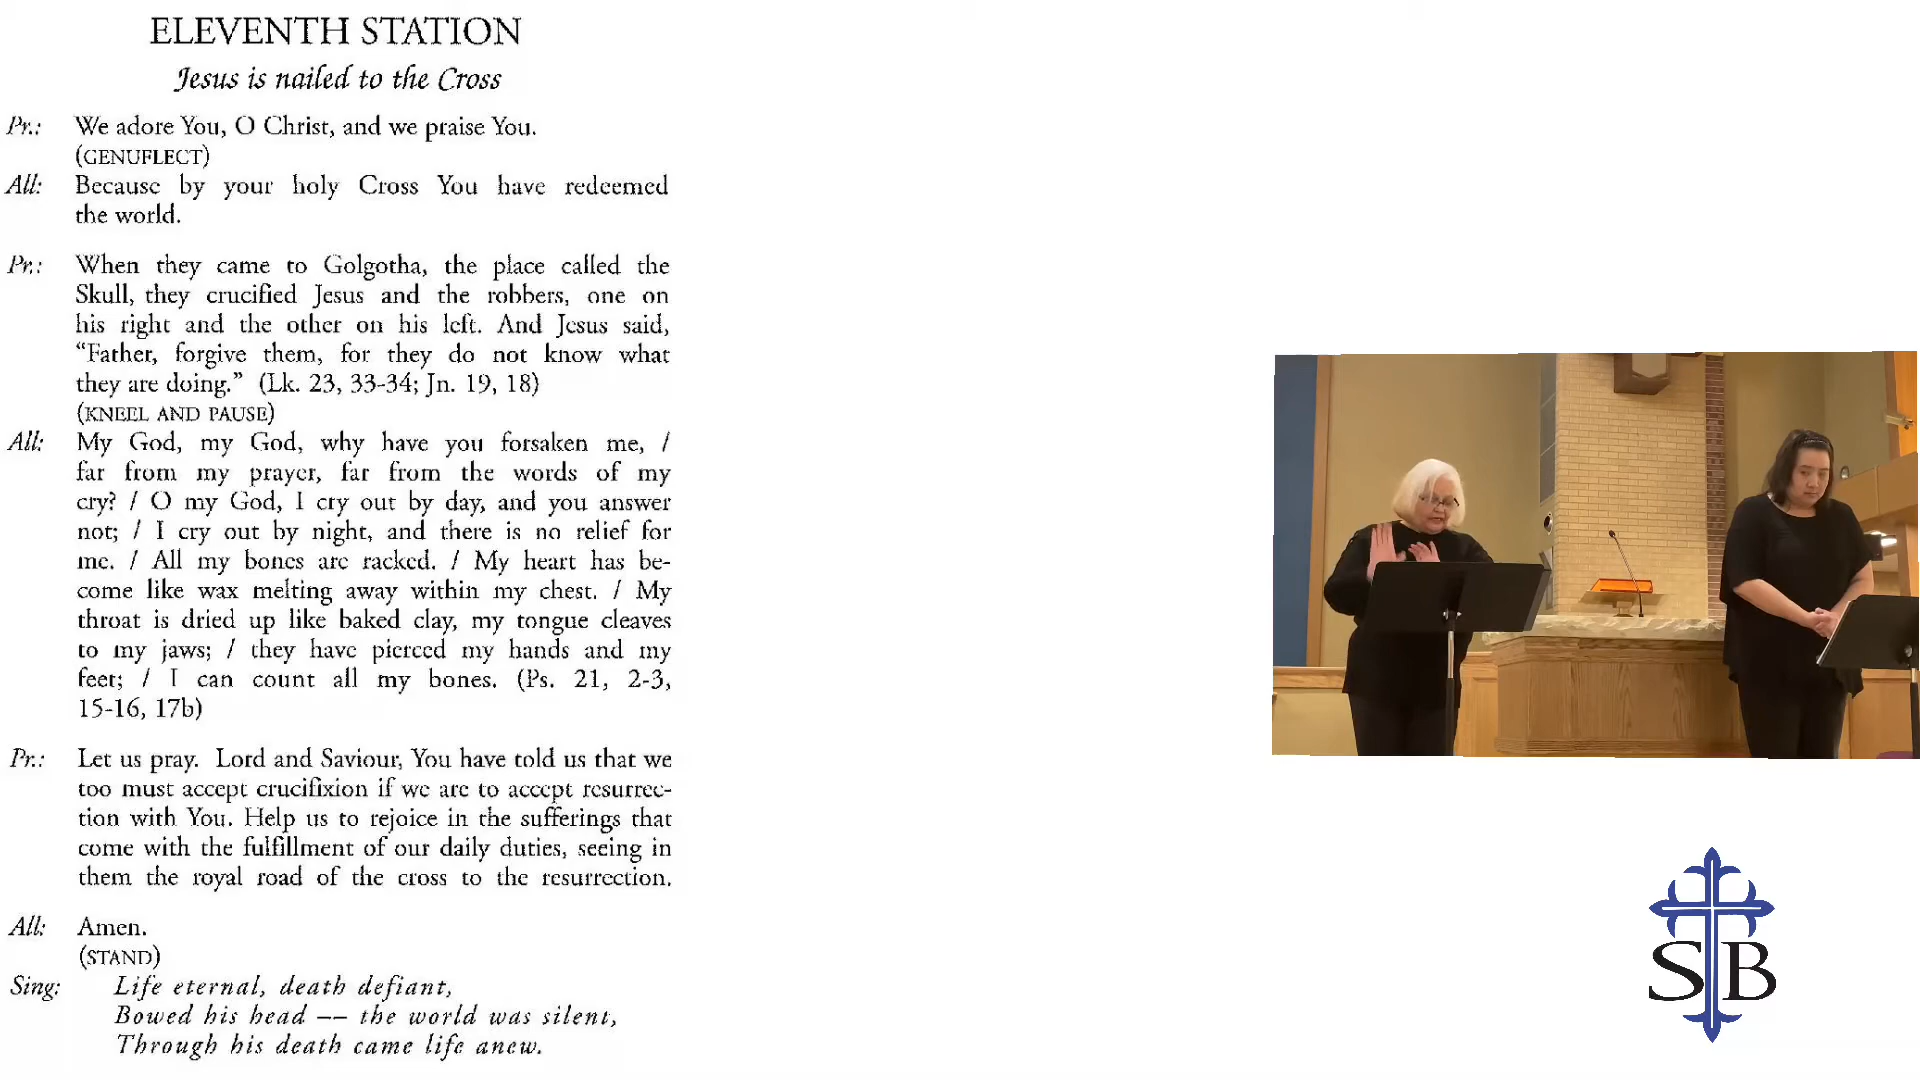 ELEVENTH STATION
Jesus is nailed to the Cross
Pr.: We adore You, O Christ, and we praise You.
(GENUFLECT)
All: Because by your holy Cross You have redeemed
the world.
Pr.: When they came to Golgotha, the place called the
Skull, they crucified Jesus and the robbers, one on
his right and the other on his left. And Jesus said,
“Father, forgive them, for they do not know what
they are doing.” (Lk. 23, 33-34; Jn. 19, 18)
(KNEEL AND PAUSE)
All: My God, my God, why have you forsaken me, /
far from my prayer, far from the words of my
cry? / O my God, I cry out by day, and you answer
not; / I cry out by night, and there is no relief for
me. / All my bones are racked. / My heart has be-
come like wax melting away within my chest. / My
throat is dried up like baked clay, my tongue cleaves
to my jaws; / they have pierced my hands and my
feet; / I can count all my bones. (Ps. 21, 2-3,
15-16, 17b)
Pr.: Let us pray. Lord and Saviour, You have told us that we
too must accept crucifixion if we are to accept resurrec-
tion with You. Help us to rejoice in the sufferings that
come with the fulfillment of our daily duties, seeing in
them the royal road of the cross to the resurrection.
All: Amen.
(STAND)
Sing: Life eternal, death defiant,
Bowed his head –– the world was silent,
Through his death came life anew.
SB